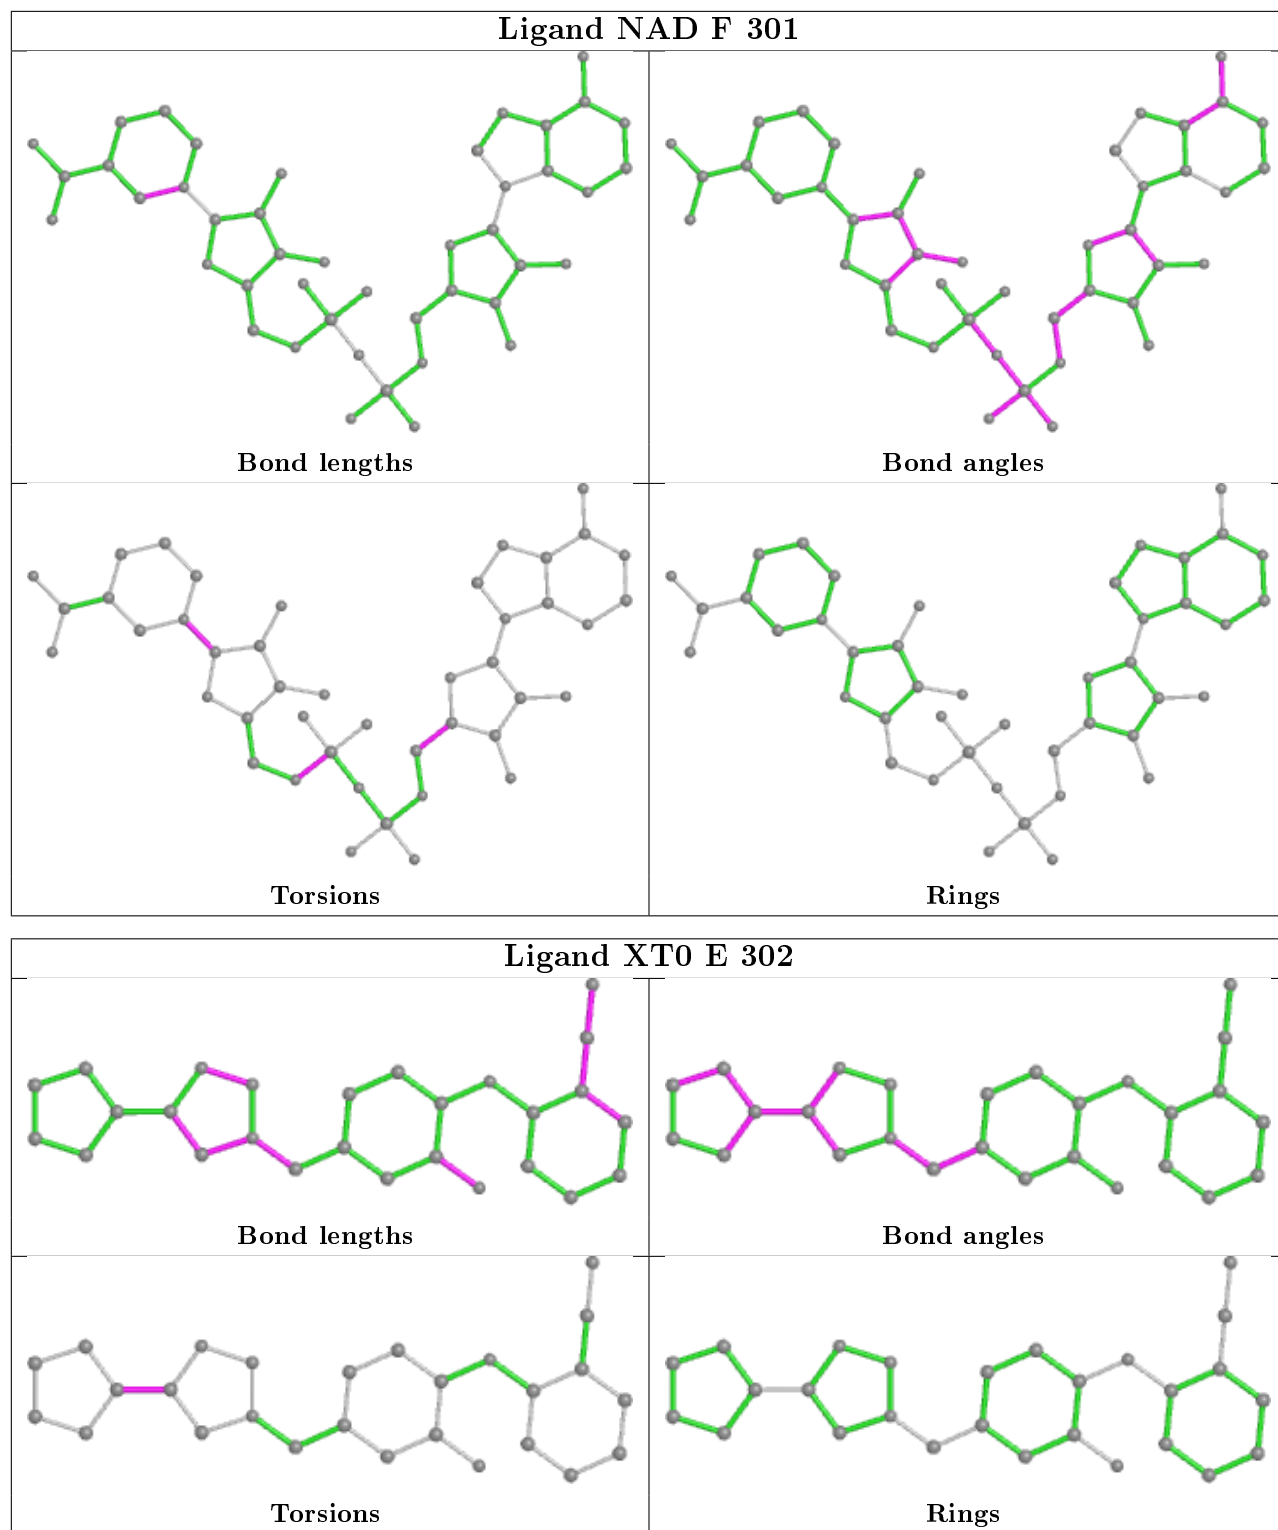 Ligand NAD F 301
Bond lengths
Bond angles
Torsions
Rings
Ligand XT0 E 302
Bond lengths
Bond angles
Torsions
Rings